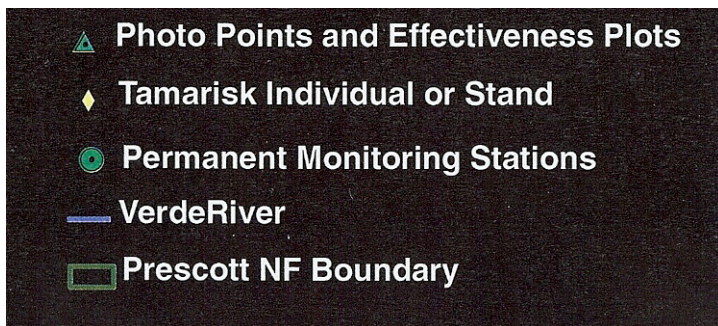 Photo Points and Effectiveness Plots
Tamarisk Individual or Stand
Permanent Monitoring Stations
VerdeRiver
Prescott NF Boundary